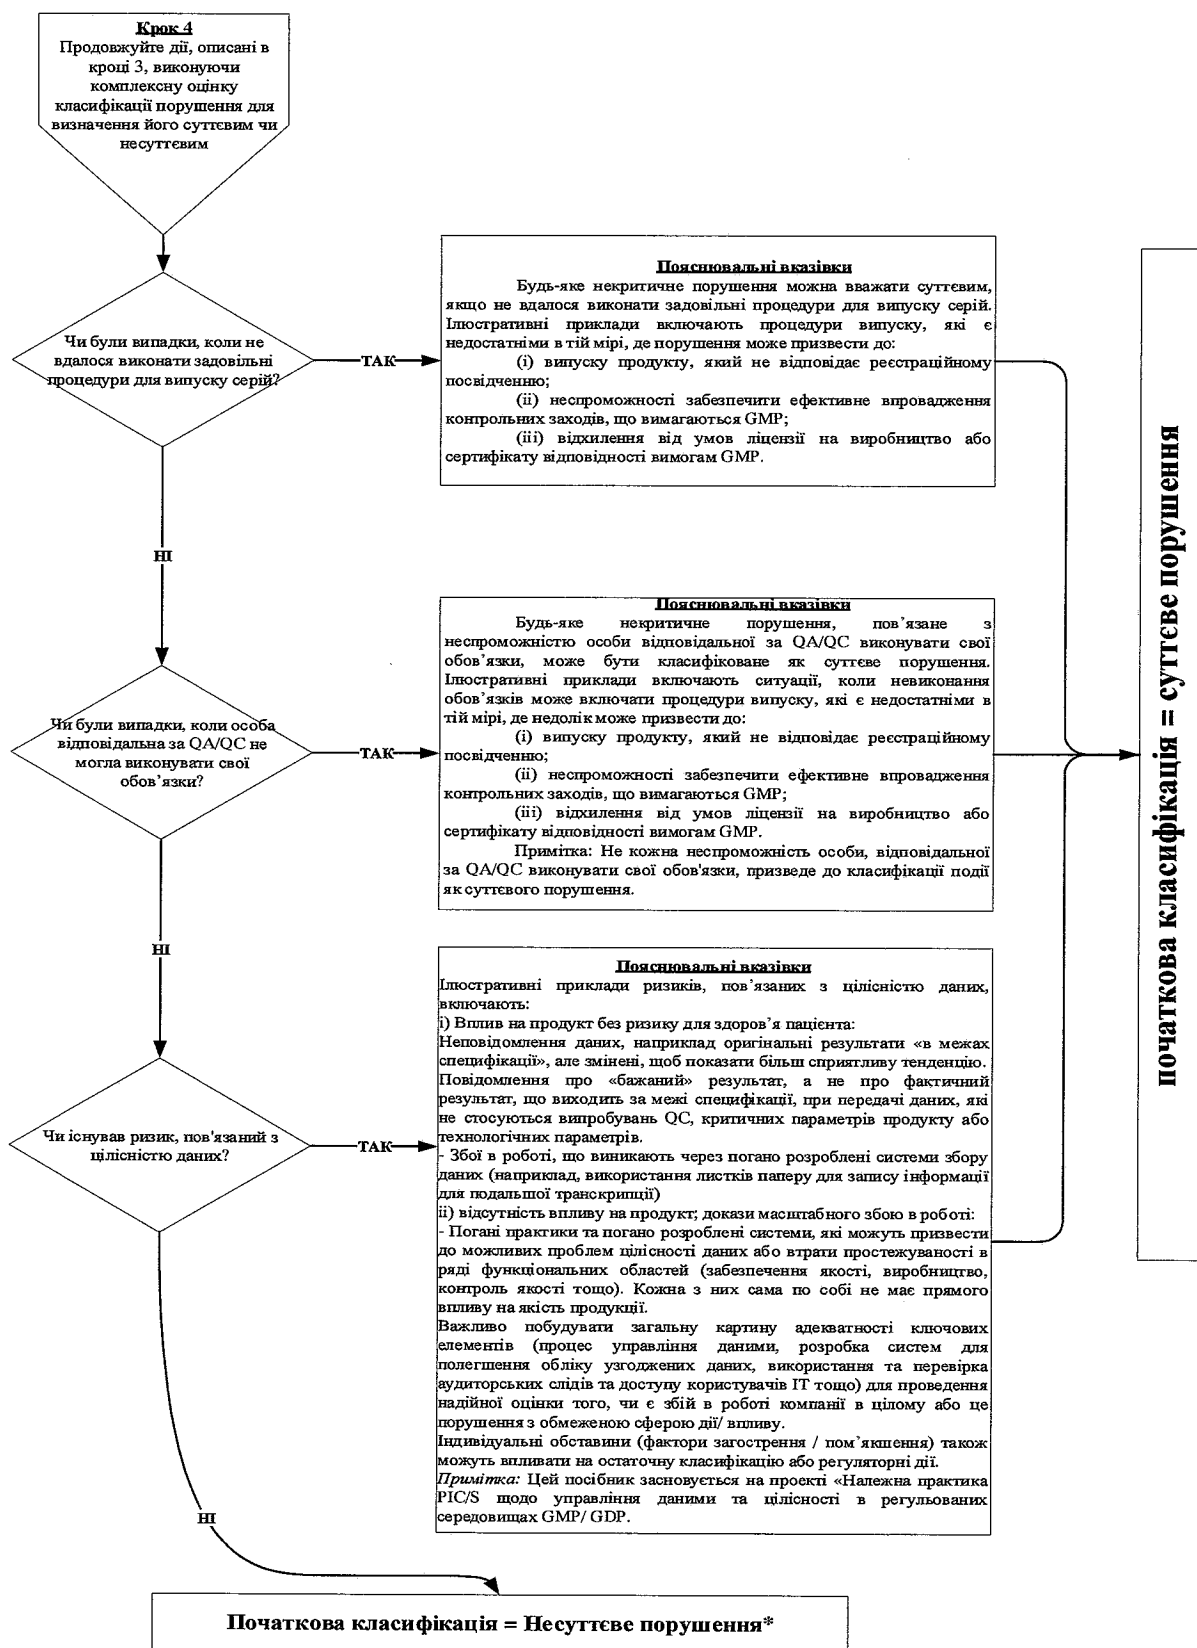 Крок 4
Продовжуйте дії, описані в
кроці 3, виконуючи
комплексну оцінку
класифікації порушення для
визначення його суттєвим чи
несуттєвим
Чи були випадки, коли не
вдалося виконати задовільні
процедури для випуску серій?
ТАК
Пояснювальні вказівки
Будь-яке некритичне порушення можна вважати суттєвим,
якщо не вдалося виконати задовільні процедури для випуску серій.
Ілюстративні приклади включають процедури випуску, які є
недостатніми в тій мірі, де порушення може призвести до:
(i) випуску продукту, який не відповідає реєстраційному
посвідченню;
(ii) неспроможності забезпечити ефективне впровадження
контрольних заходів, що вимагаються GMP;
(iii) відхилення від умов ліцензії на виробництво або
сертифікату відповідності вимогам GMP.
НІ
Чи були випадки, коли особа
відповідальна за QA/QC не
могла виконувати свої
обов’язки?
ТАК
Пояснювальні вказівки
Будь-яке некритичне порушення, пов’язане з
неспроможністю особи відповідальної за QA/QC виконувати свої
обов’язки, може бути класифіковане як суттєве порушення.
Ілюстративні приклади включають ситуації, коли невиконання
обов’язків може включати процедури випуску, які є недостатніми в
тій мірі, де недолік може призвести до:
(i) випуску продукту, який не відповідає реєстраційному
посвідченню;
(ii) неспроможності забезпечити ефективне впровадження
контрольних заходів, що вимагаються GMP;
(iii) відхилення від умов ліцензії на виробництво або
сертифікату відповідності вимогам GMP.
Примітка: Не кожна неспроможність особи, відповідальної
за QA/QC виконувати свої обов'язки, призведе до класифікації події
як суттєвого порушення.
НІ
Чи існував ризик, пов'язаний з
цілісністю даних?
ТАК
Пояснювальні вказівки
Ілюстративні приклади ризиків, пов’язаних з цілісністю даних,
включають:
і) Вплив на продукт без ризику для здоров’я пацієнта:
Неповідомлення даних, наприклад оригінальні результати «в межах
специфікації», але змінені, щоб показати більш сприятливу тенденцію.
Повідомлення про «бажаний» результат, а не про фактичний
результат, що виходить за межі специфікації, при передачі даних, які
не стосуються випробувань QC, критичних параметрів продукту або
технологічних параметрів.
- Збої в роботі, що виникають через погано розроблені системи збору
даних (наприклад, використання листків паперу для запису інформації
для подальшої транскрипції)
іі) відсутність впливу на продукт; докази масштабного збою в роботі:
- Погані практики та погано розроблені системи, які можуть призвести
до можливих проблем цілісності даних або втрати простежуваності в
ряді функціональних областей (забезпечення якості, виробництво,
контроль якості тощо). Кожна з них сама по собі не має прямого
впливу на якість продукції.
Важливо побудувати загальну картину адекватності ключових
елементів (процес управління даними, розробка систем для
полегшення обліку узгоджених даних, використання та перевірка
аудиторських слідів та доступу користувачів ІТ тощо) для проведення
надійної оцінки того, чи є збій в роботі компанії в цілому або це
порушення з обмеженою сферою дії/ впливу.
Індивідуальні обставини (фактори загострення / пом’якшення) також
можуть впливати на остаточну класифікацію або регуляторні дії.
Примітка: Цей посібник засновується на проекті «Належна практика
PIC/S щодо управління даними та цілісності в регульованих
середовищах GMP/ GDP.
НІ
початкова класифікація = суттєве порушення
Початкова класифікація = Несуттєве порушення*